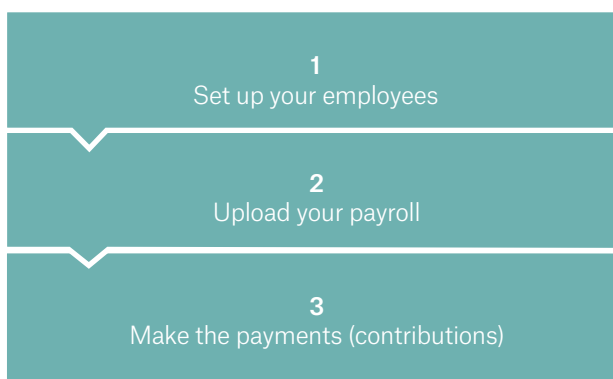 1
Set up your employees
2
Upload your payroll
3
Make the payments (contributions)